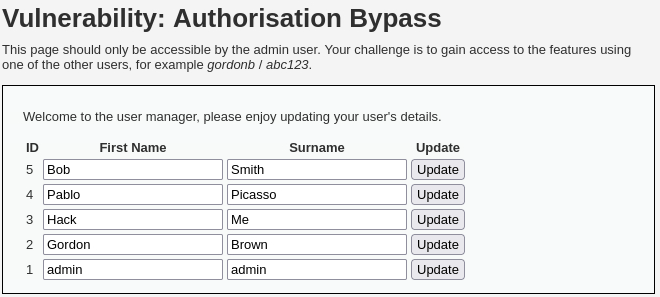 Vulnerability: Authorisation Bypass
This page should only be accessible by the admin user. Your challenge is to gain access to the features using
one of the other users, for example gordonb / abc123.
Welcome to the user manager, please enjoy updating your user's details.
ID First Name Surname Update
5 Bob Smith Update
4 Pablo Picasso Update
3 Hack Me Update
2 Gordon Brown Update
1 admin admin Update